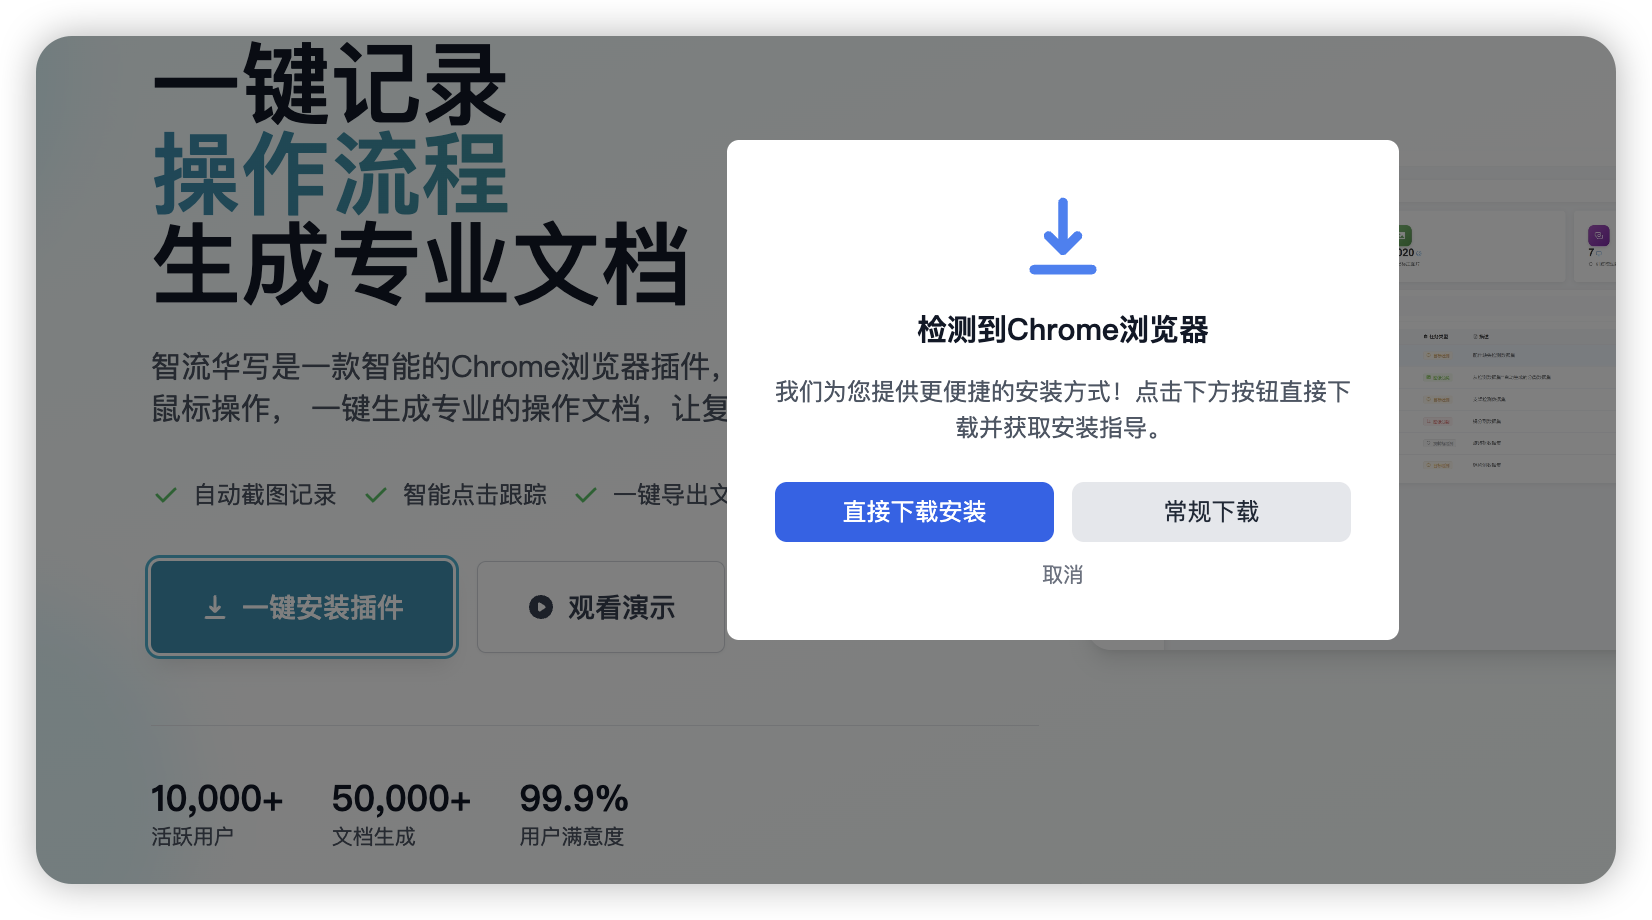 一键记录
操作流程
生成专业文档
智流华写是一款智能的Chrome浏览器插件，
鼠标操作， 一键生成专业的操作文档，让复
自动截图记录
智能点击跟踪
一键导出文
一键安装插件
观看演示
10,000+
活跃用户
50,000+
文档生成
99.9%
用户满意度
检测到Chrome浏览器
我们为您提供更便捷的安装方式！点击下方按钮直接下
载并获取安装指导。
直接下载安装
常规下载
取消
7